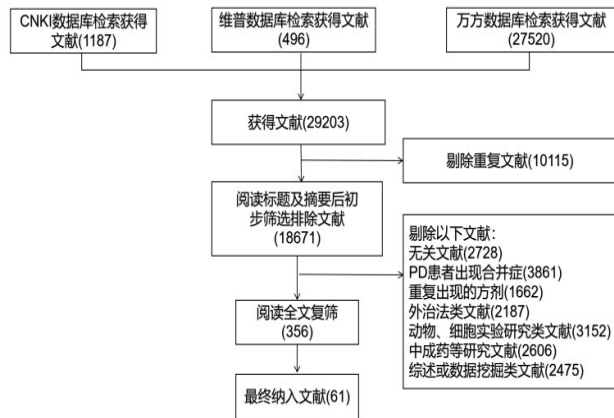 CNKI数据库检索获得
文献(1187)
维普数据库检索获得文献
(496)
万方数据库检索获得文献
(27520)
获得文献(29203)
剔除重复文献(10115)
阅读标题及摘要后初
步筛选排除文献
(18671)
剔除以下文献：
无关文献(2728)
PD患者出现合并症(3861)
重复出现的方剂(1662)
外治法类文献(2187)
动物、细胞实验研究类文献(3152)
中成药等研究文献(2606)
综述或数据挖掘类文献(2475)
阅读全文复筛
(356)
最终纳入文献(61)